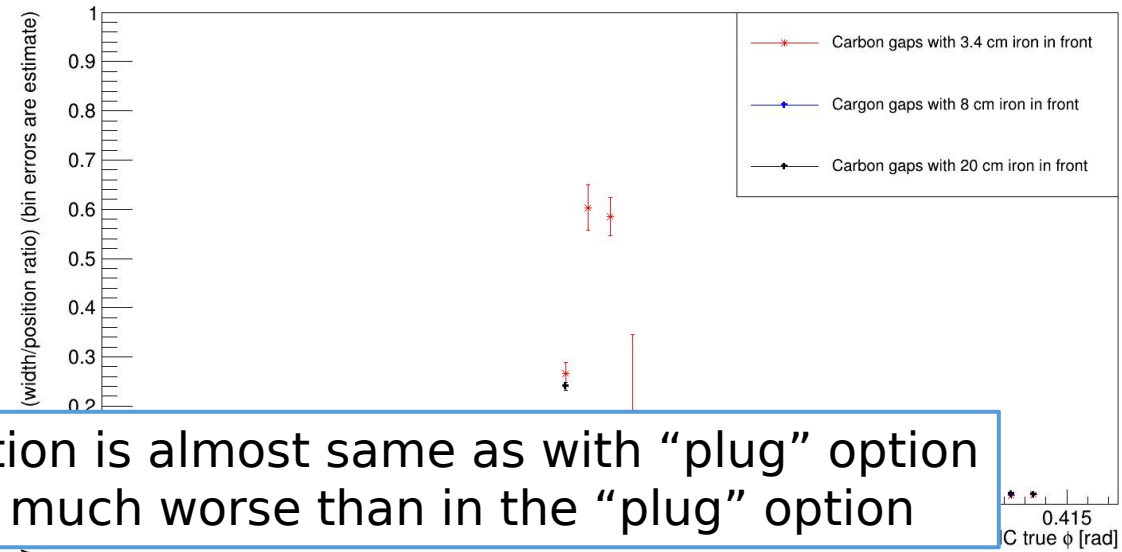 (width/position ratio) (bin errors are estimate)
1
0.9
0.8
0.7
0.6
0.5
0.4
0.3
0.2
Carbon gaps with 3.4 cm iron in front
Cargon gaps with 8 cm iron in front
Carbon gaps with 20 cm iron in front
tion is almost same as with “plug” option
much worse than in the “plug” option
0.415
C true ϕ [rad]